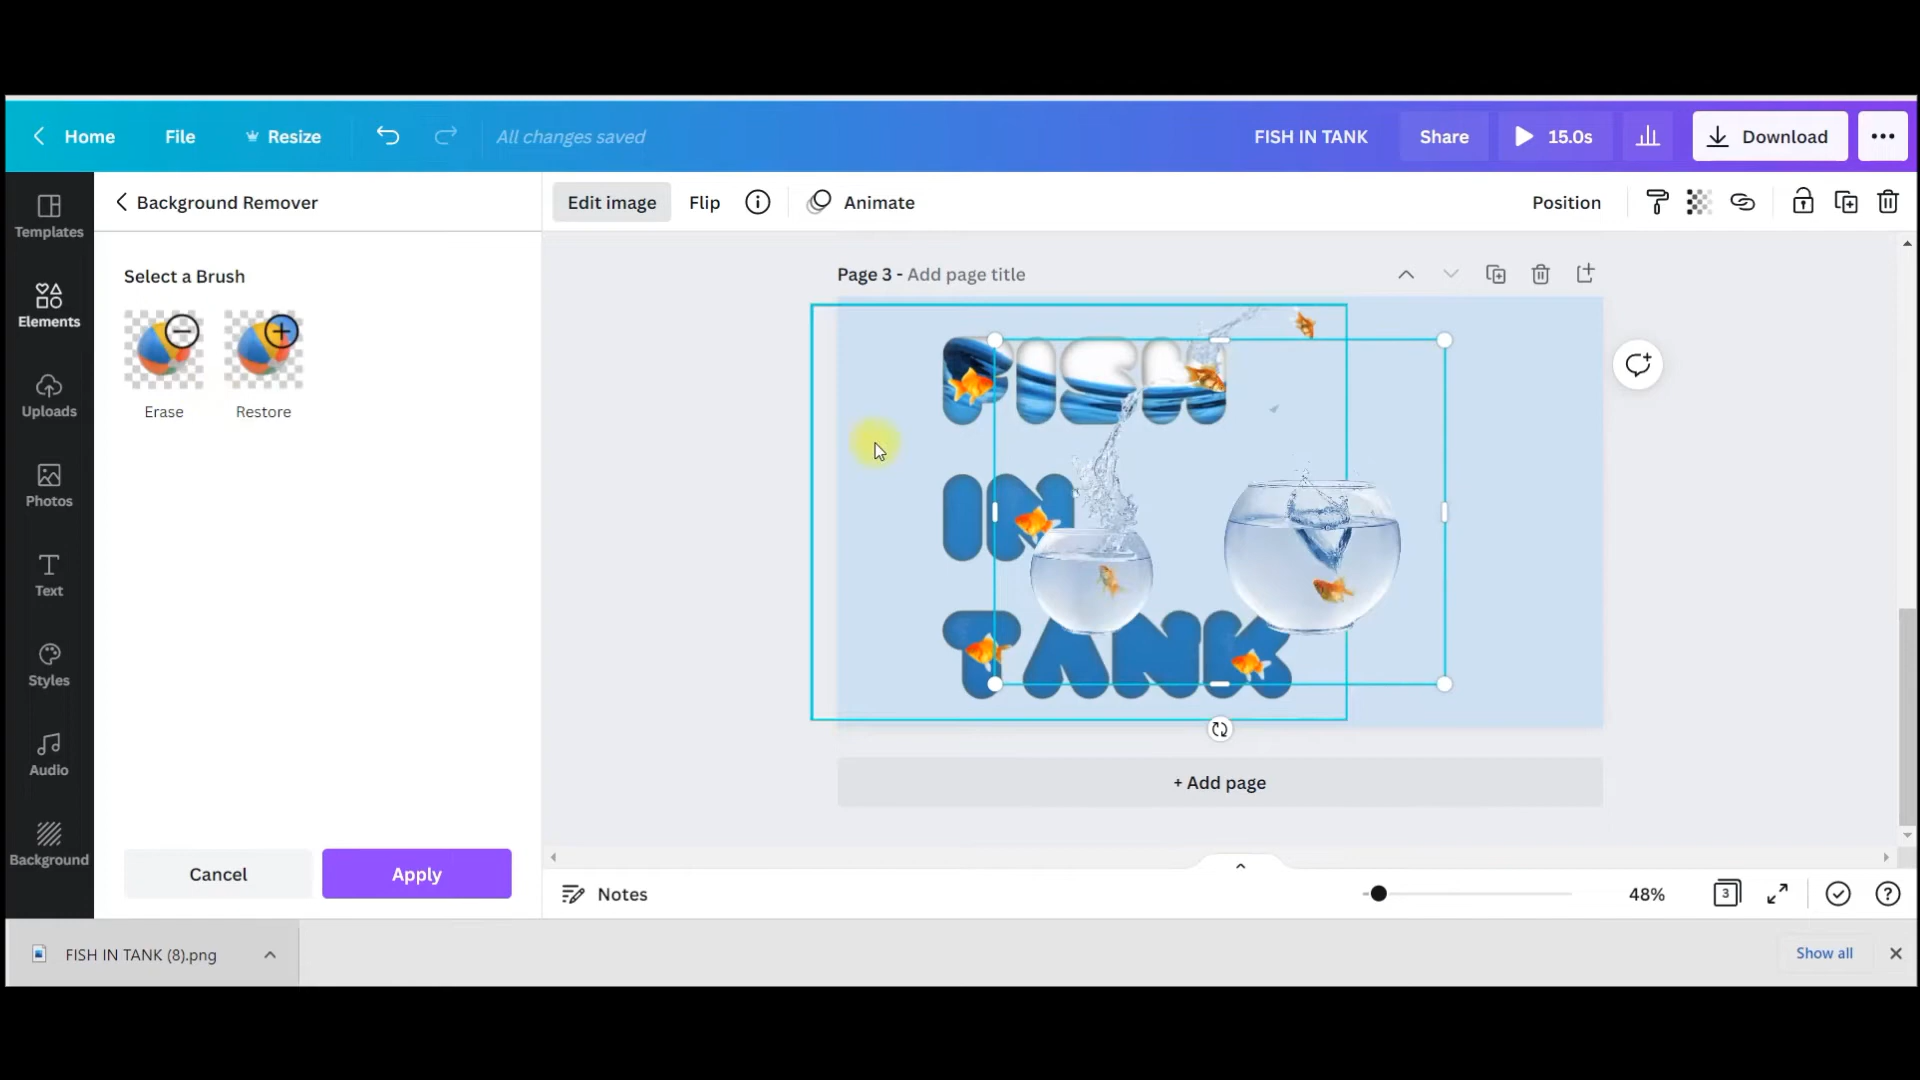 Home
File
Resize
All changes saved
FISH IN TANK
Share
15.0s
Download
Templates
Elements
Uploads
Photos
Text
Styles
Audio
Background
Background Remover
Select a Brush
Erase
Restore
Cancel
Apply
Edit image
Flip
Animate
Position
Page 3 - Add page title
FISH
IN
TANK
+ Add page
Notes
48%
3
FISH IN TANK (8).png
Show all